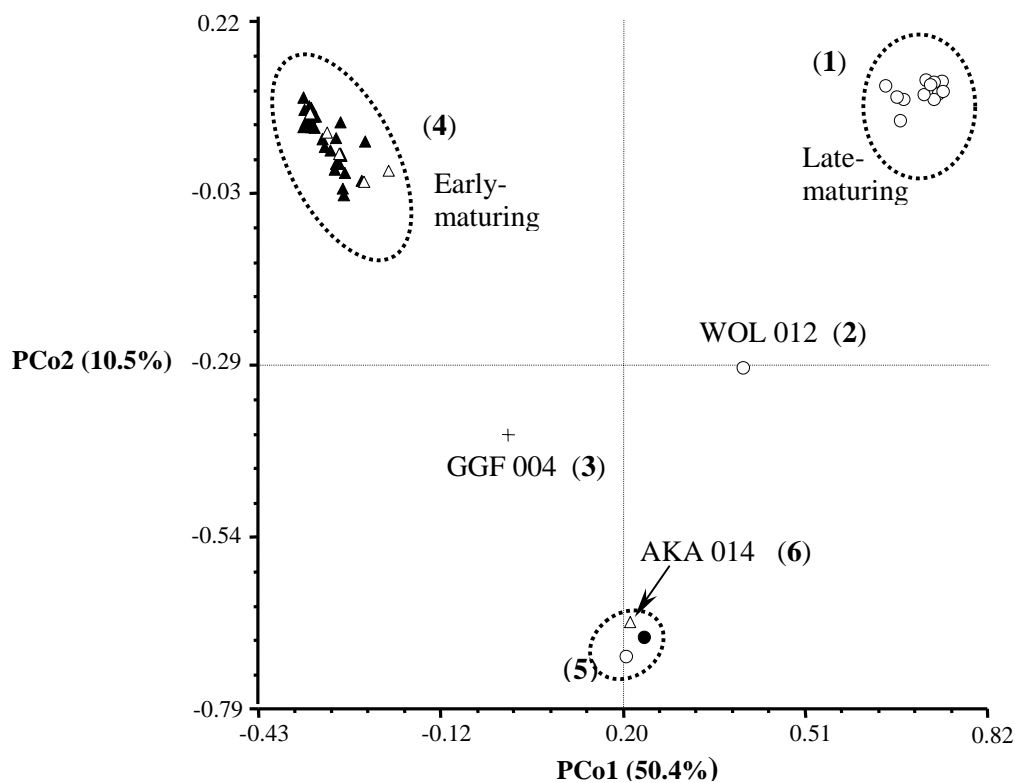 0.22
(1)
(4)
Late-
maturing
Early-
maturing
-0.03
WOL 012 (2)
PCo2 (10.5%)
-0.29
GGF 004 (3)
-0.54
AKA 014 (6)
(5)
-0.79
-0.43
-0.12
0.20
0.51
0.82
PCo1 (50.4%)